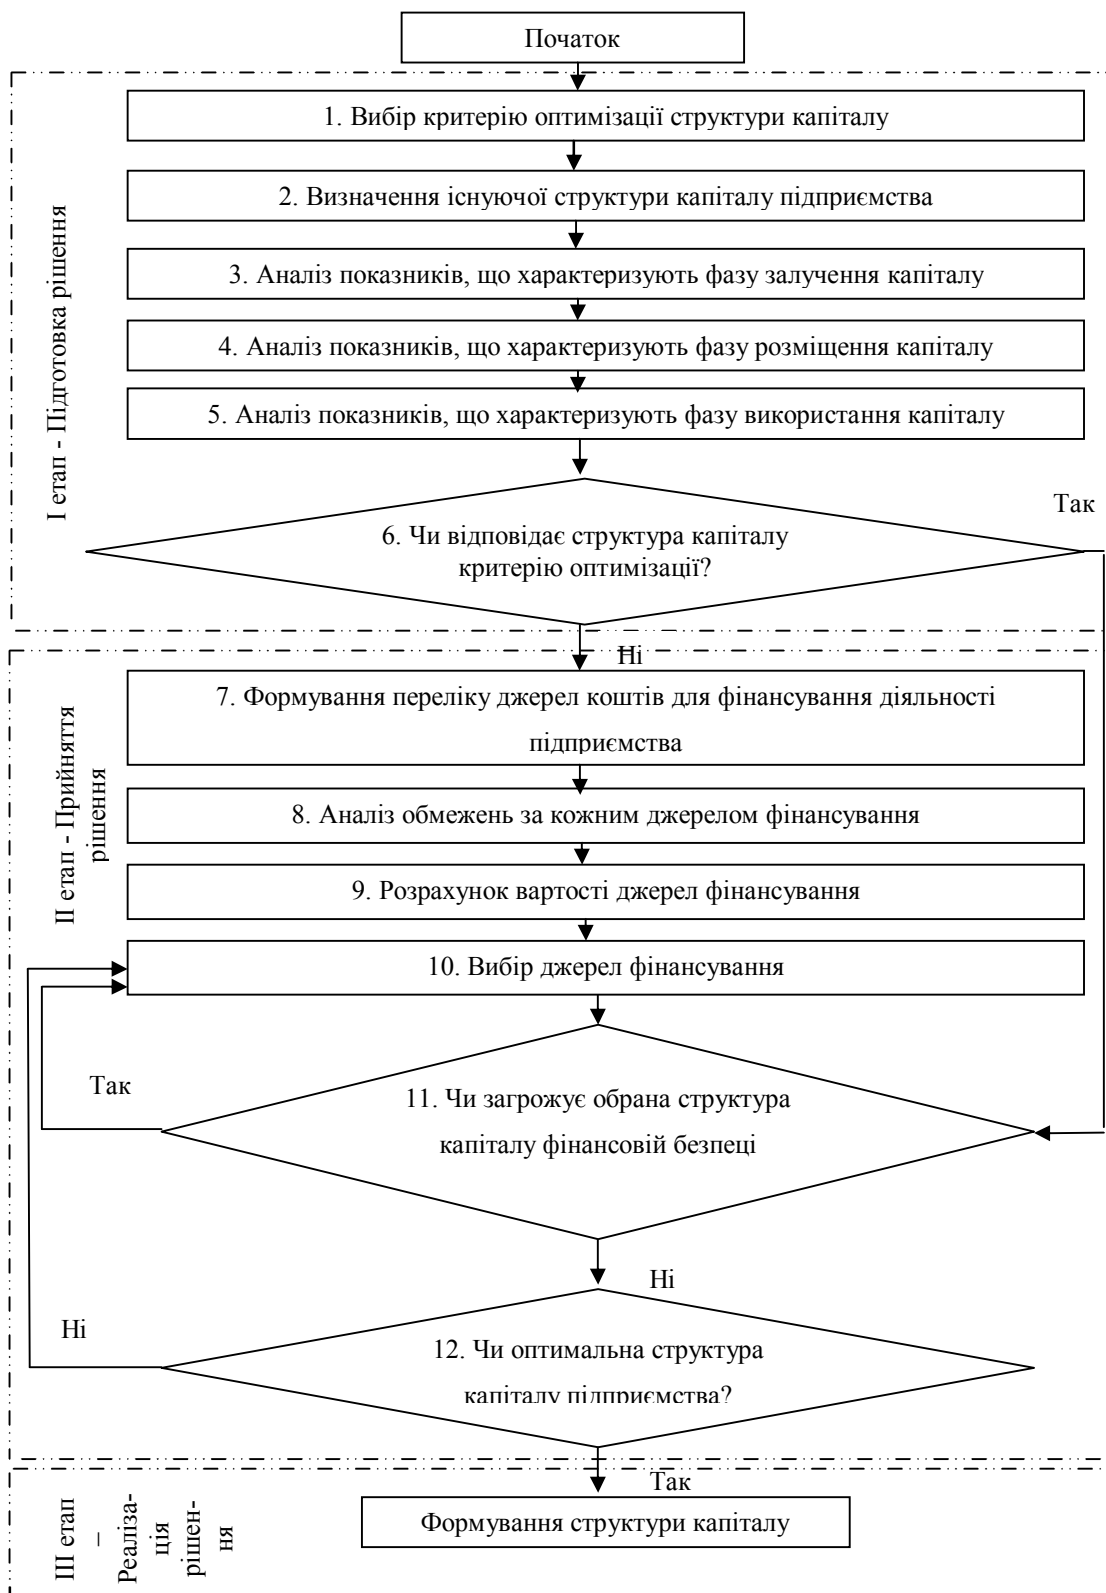 Початок
І етап - Підготовка рішення
1. Вибір критерію оптимізації структури капіталу
2. Визначення існуючої структури капіталу підприємства
3. Аналіз показників, що характеризують фазу залучення капіталу
4. Аналіз показників, що характеризують фазу розміщення капіталу
5. Аналіз показників, що характеризують фазу використання капіталу
Так
6. Чи відповідає структура капіталу
критерію оптимізації?
Ні
ІІ етап - Прийняття
рішення
7. Формування переліку джерел коштів для фінансування діяльності
підприємства
8. Аналіз обмежень за кожним джерелом фінансування
9. Розрахунок вартості джерел фінансування
10. Вибір джерел фінансування
Так
11. Чи загрожує обрана структура
капіталу фінансовій безпеці
Ні
Ні
12. Чи оптимальна структура
капіталу підприємства?
Так
ІІІ етап
–
Реаліза-
ція
рішен-
ня
Формування структури капіталу